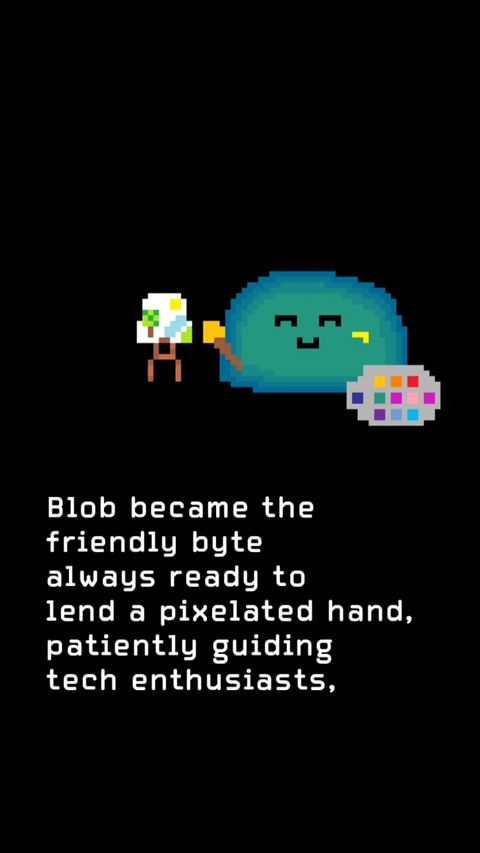 Blob became the
friendly byte
always ready to
lend a pixelated hand,
patiently guiding
tech enthusiasts,